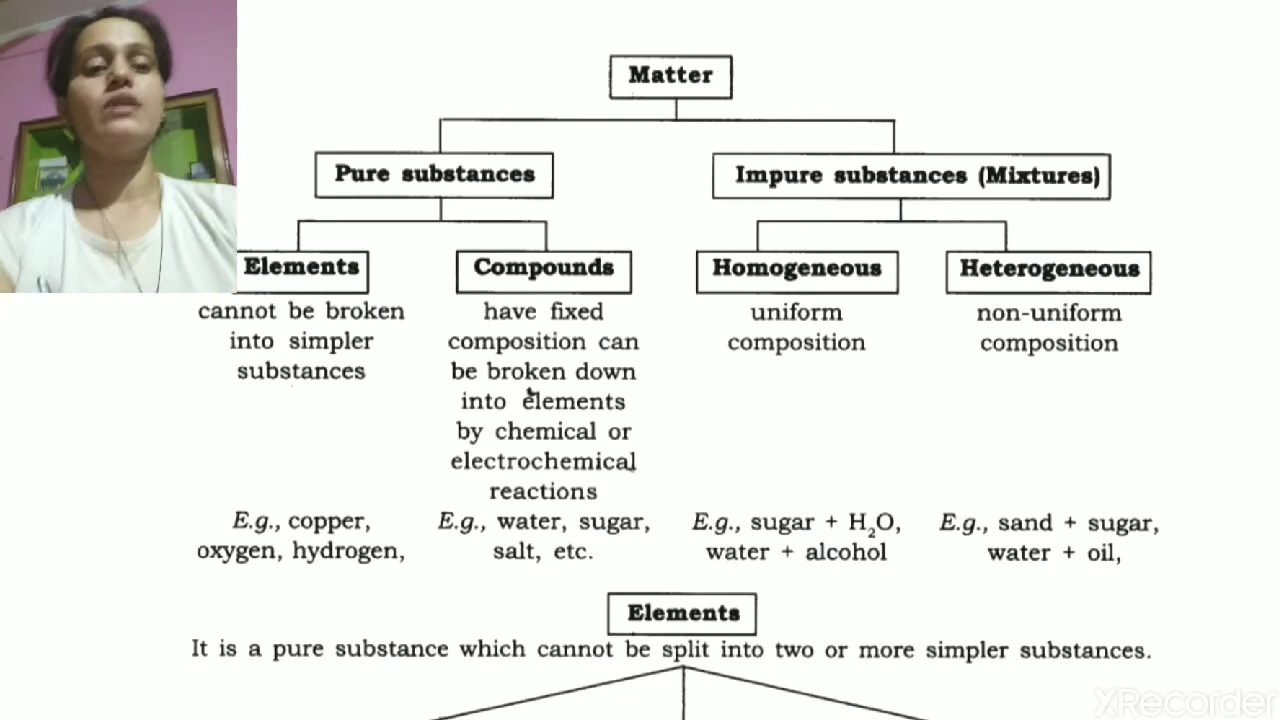 Matter
Pure substances
Impure substances (Mixtures)
Elements
cannot be broken
into simpler
substances
E.g., copper,
oxygen, hydrogen,
Compounds
have fixed
composition can
be broken down
into elements
by chemical or
electrochemical
reactions
E.g., water, sugar,
salt, etc.
Homogeneous
uniform
composition
E.g., sugar + H₂O,
water + alcohol
Heterogeneous
non-uniform
composition
E.g., sand + sugar,
water + oil,
Elements
It is a pure substance which cannot be split into two or more simpler substances.
XRecorder